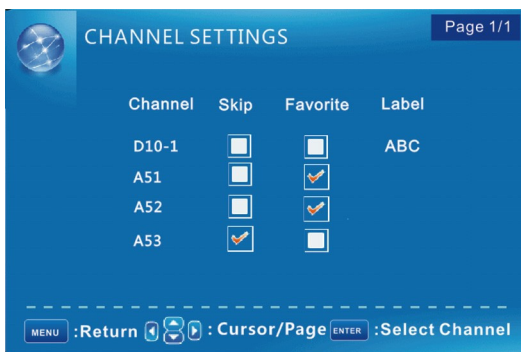 CHANNEL SETTINGS
Page 1/1
Channel Skip Favorite Label
D10-1 ABC
A51
A52
A53
MENU :Return : Cursor/Page ENTER :Select Channel